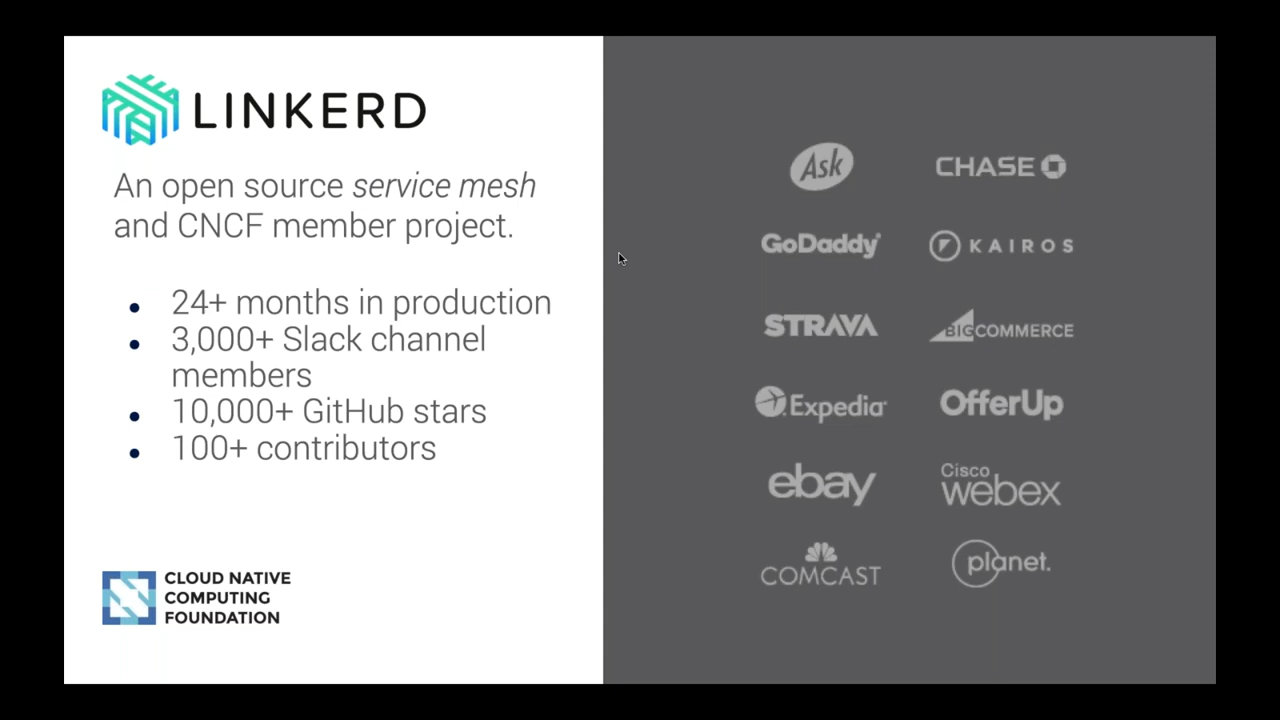 LINKERD
An open source service mesh
and CNCF member project.
• 24+ months in production
• 3,000+ Slack channel
members
• 10,000+ GitHub stars
• 100+ contributors
CLOUD NATIVE
COMPUTING
FOUNDATION
Ask
CHASE
GoDaddy
KAIROS
STRAVA
BIGCOMMERCE
Expedia
OfferUp
ebay
Cisco
webex
COMCAST
planet.